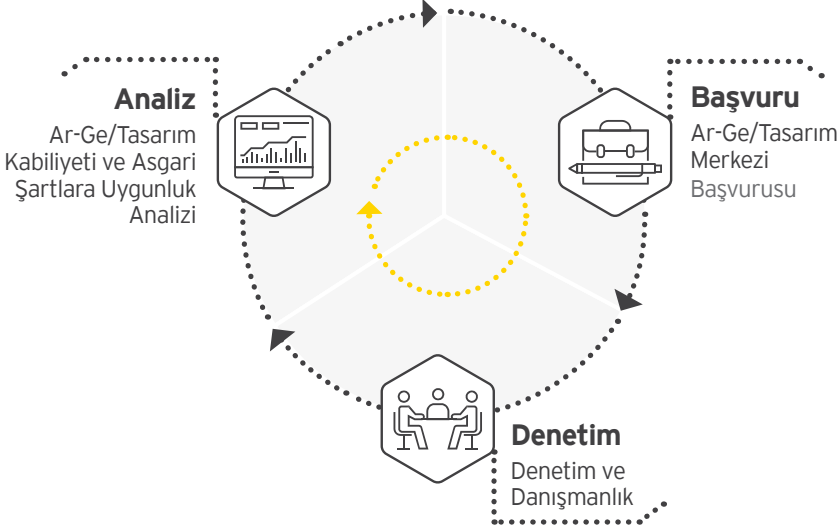 Analiz
Ar-Ge/Tasarım
Kabiliyeti ve Asgari
Şartlara Uygunluk
Analizi
Başvuru
Ar-Ge/Tasarım
Merkezi
Başvurusu
Denetim
Denetim ve
Danışmanlık